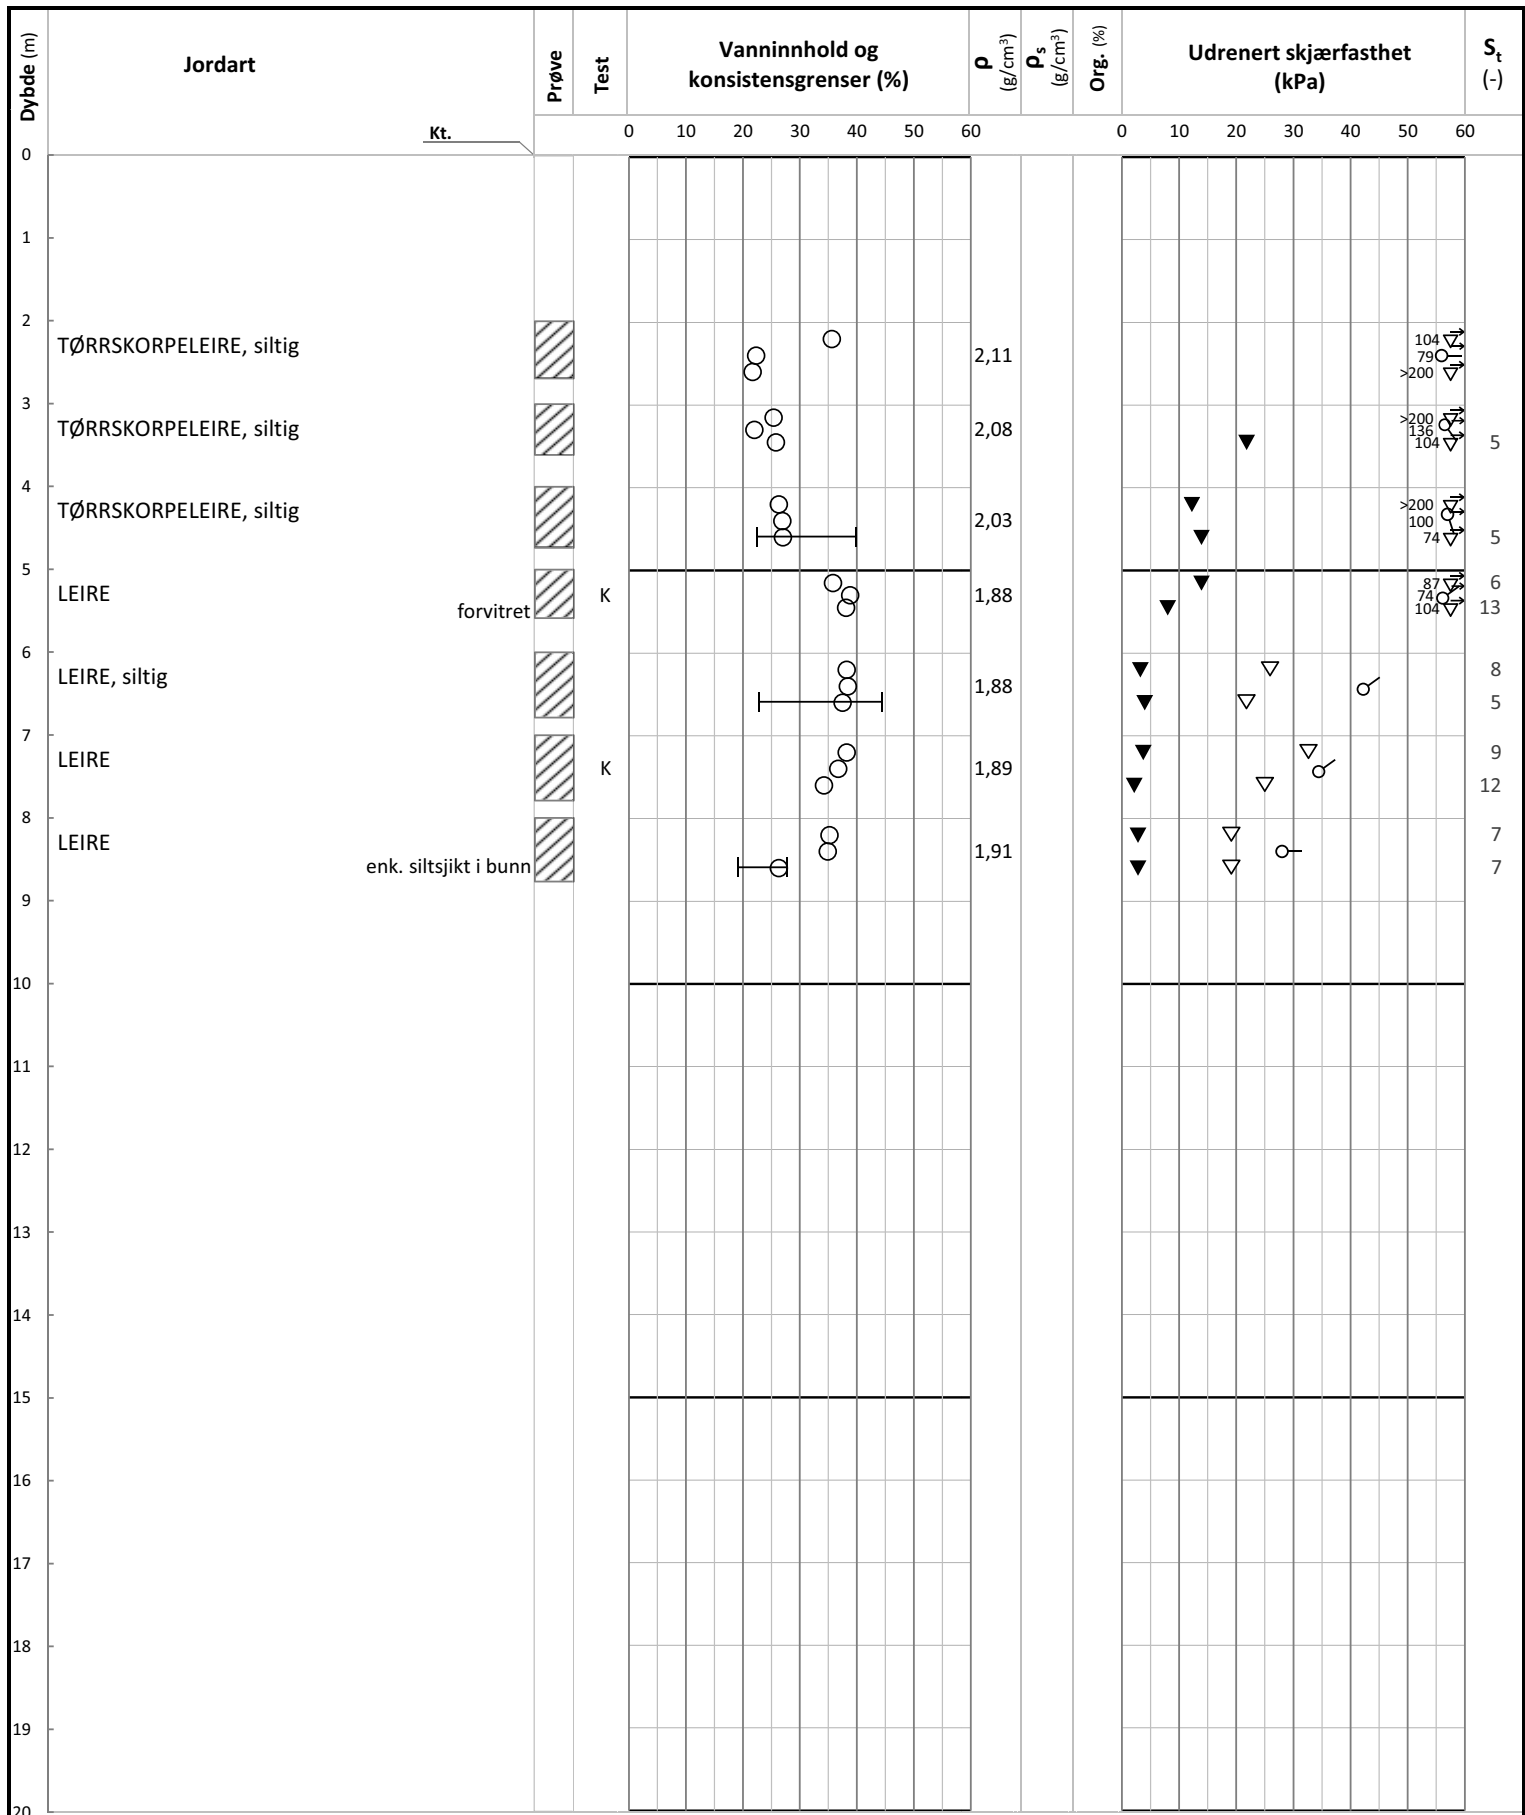 Dybde (m)
Jordart
Kt.
Prøve
Test
Vanninnhold og
konsistensgrenser (%)
ρ
(g/cm³)
ρs
(g/cm³)
Org. (%)
Udrenert skjærfasthet
(kPa)
St
(-)
0 10 20 30 40 50 60
0 10 20 30 40 50 60
0
1
2
TØRRSKORPELEIRE, siltig
2,11
104
79
>200
3
TØRRSKORPELEIRE, siltig
2,08
>200
136
104
5
4
TØRRSKORPELEIRE, siltig
2,03
>200
100
74
5
5
LEIRE
forvitret
K
1,88
87
74
104
6
13
6
LEIRE, siltig
1,88
8
5
7
LEIRE
K
1,89
9
12
8
LEIRE
enk. siltsjikt i bunn
1,91
7
7
9
10
11
12
13
14
15
16
17
18
19
20